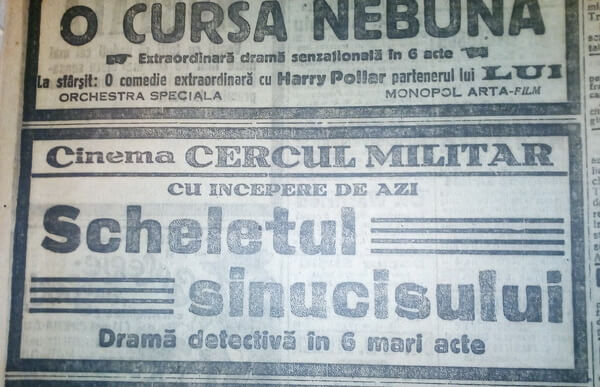 O CURSA NEBUNĂ
Extraordinară dramă senzațională în 6 acte
La sfârșit: O comedie extraordinară cu Harry Pollar partenerul lui LUI
ORCHESTRA SPECIALA MONOPOL ARTA-FILM
Cinema CERCUL MILITAR
CU INCEPERE DE AZI
Scheletul
sinucisului
Dramă detectivă în 6 mari acte